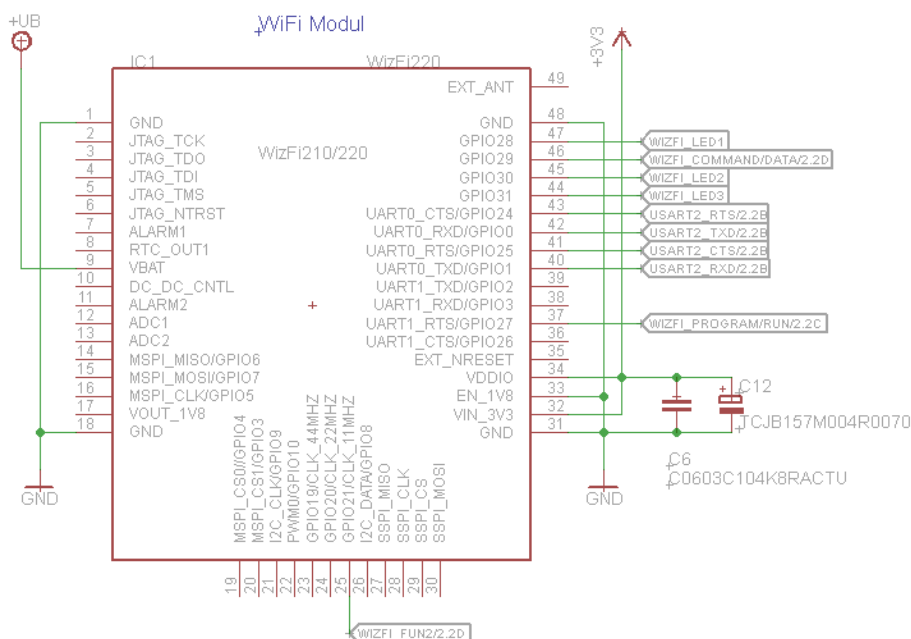 +UB
WiFi Modul
+3V3
IC1
WizFi220
WizFi210/220
EXT_ANT 49
1 GND
2 JTAG_TCK
3 JTAG_TDO
4 JTAG_TDI
5 JTAG_TMS
6 JTAG_NTRST
7 ALARM1
8 RTC_OUT1
9 VBAT
10 DC_DC_CNTL
11 ALARM2
12 ADC1
13 ADC2
14 MSPI_MISO/GPIO6
15 MSPI_MOSI/GPIO7
16 MSPI_CLK/GPIO5
17 VOUT_1V8
18 GND
GND 48
GPIO28 47 WIZFI_LED1
GPIO29 46 WIZFI_COMMAND/DATA/2.2D
GPIO30 45 WIZFI_LED2
GPIO31 44 WIZFI_LED3
UART0_CTS/GPIO24 43 USART2_RTS/2.2B
UART0_RXD/GPIO0 42 USART2_TXD/2.2B
UART0_RTS/GPIO25 41 USART2_CTS/2.2B
UART0_TXD/GPIO1 40 USART2_RXD/2.2B
UART1_TXD/GPIO2 39
UART1_RXD/GPIO3 38
UART1_RTS/GPIO27 37 WIZFI_PROGRAM/RUN/2.2C
UART1_CTS/GPIO26 36
EXT_NRESET 35
VDDIO 34
EN_1V8 33
VIN_3V3 32
GND 31
MSPI_CS0//GPIO4 19
MSPI_CS1/GPIO3 20
I2C_CLK/GPIO9 21
PWM0/GPIO10 22
GPIO19/CLK_44MHZ 23
GPIO20/CLK_22MHZ 24
GPIO21/CLK_11MHZ 25
I2C_DATA/GPIO8 26
SSPI_MISO 27
SSPI_CLK 28
SSPI_CS 29
SSPI_MOSI 30
WIZFI_FUN2/2.2D
GND
GND
C12
TCJB157M004R0070
C6
C0603C104K8RACTU